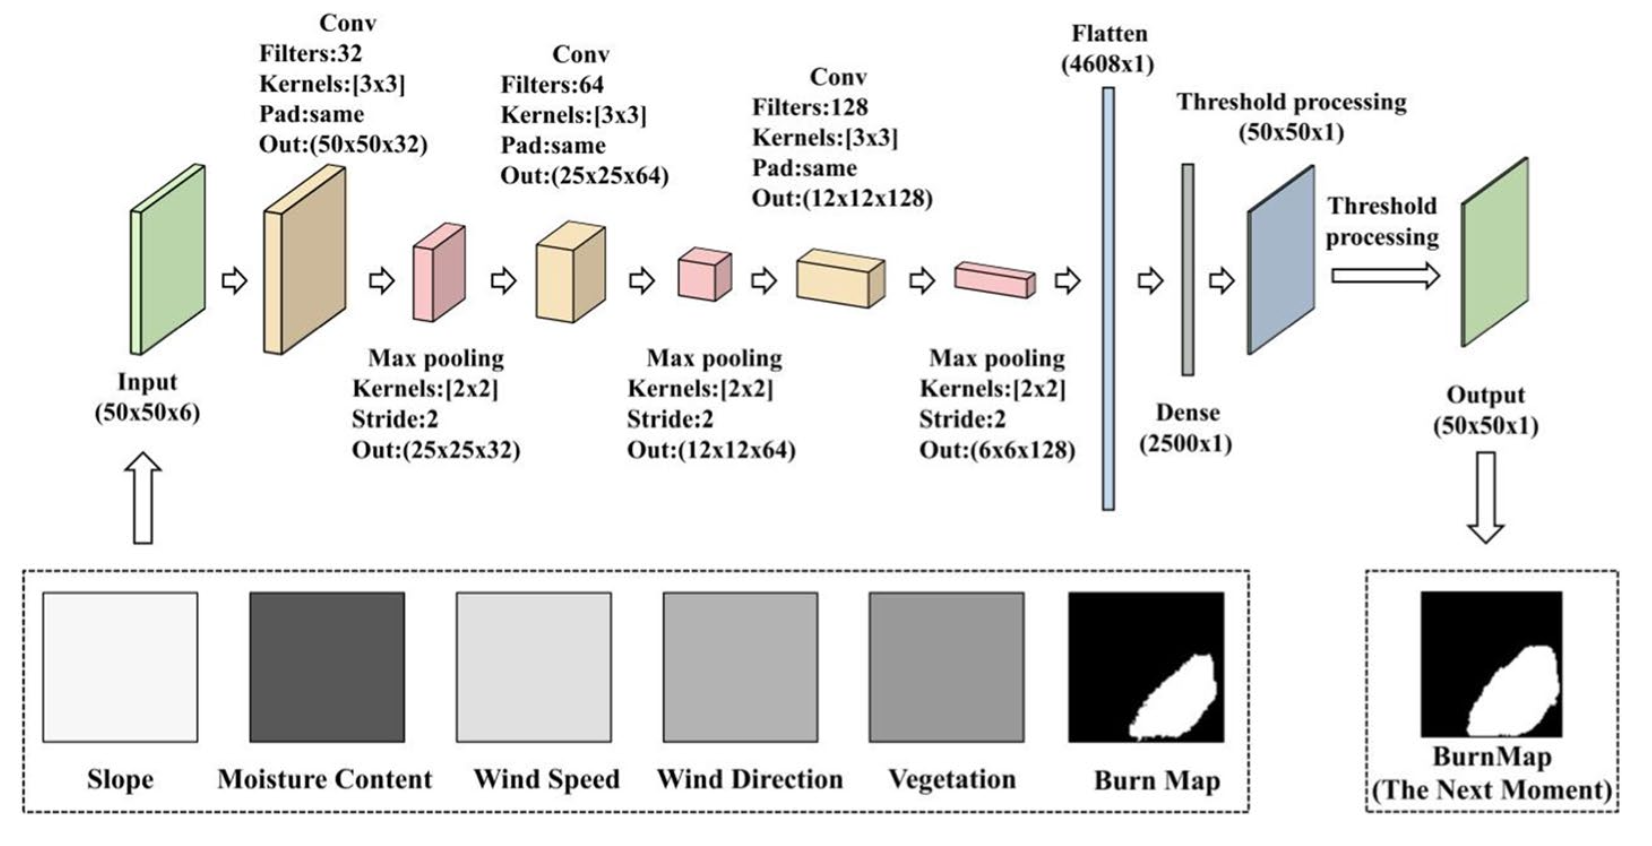 Conv
Filters:32
Kernels:[3x3]
Pad:same
Out:(50x50x32)
Conv
Filters:64
Kernels:[3x3]
Pad:same
Out:(25x25x64)
Conv
Filters:128
Kernels:[3x3]
Pad:same
Out:(12x12x128)
Flatten
(4608x1)
Threshold processing
(50x50x1)
Threshold
processing
Input
(50x50x6)
Max pooling
Kernels:[2x2]
Stride:2
Out:(25x25x32)
Max pooling
Kernels:[2x2]
Stride:2
Out:(12x12x64)
Max pooling
Kernels:[2x2]
Stride:2
Out:(6x6x128)
Dense
(2500x1)
Output
(50x50x1)
Slope
Moisture Content
Wind Speed
Wind Direction
Vegetation
Burn Map
BurnMap
(The Next Moment)